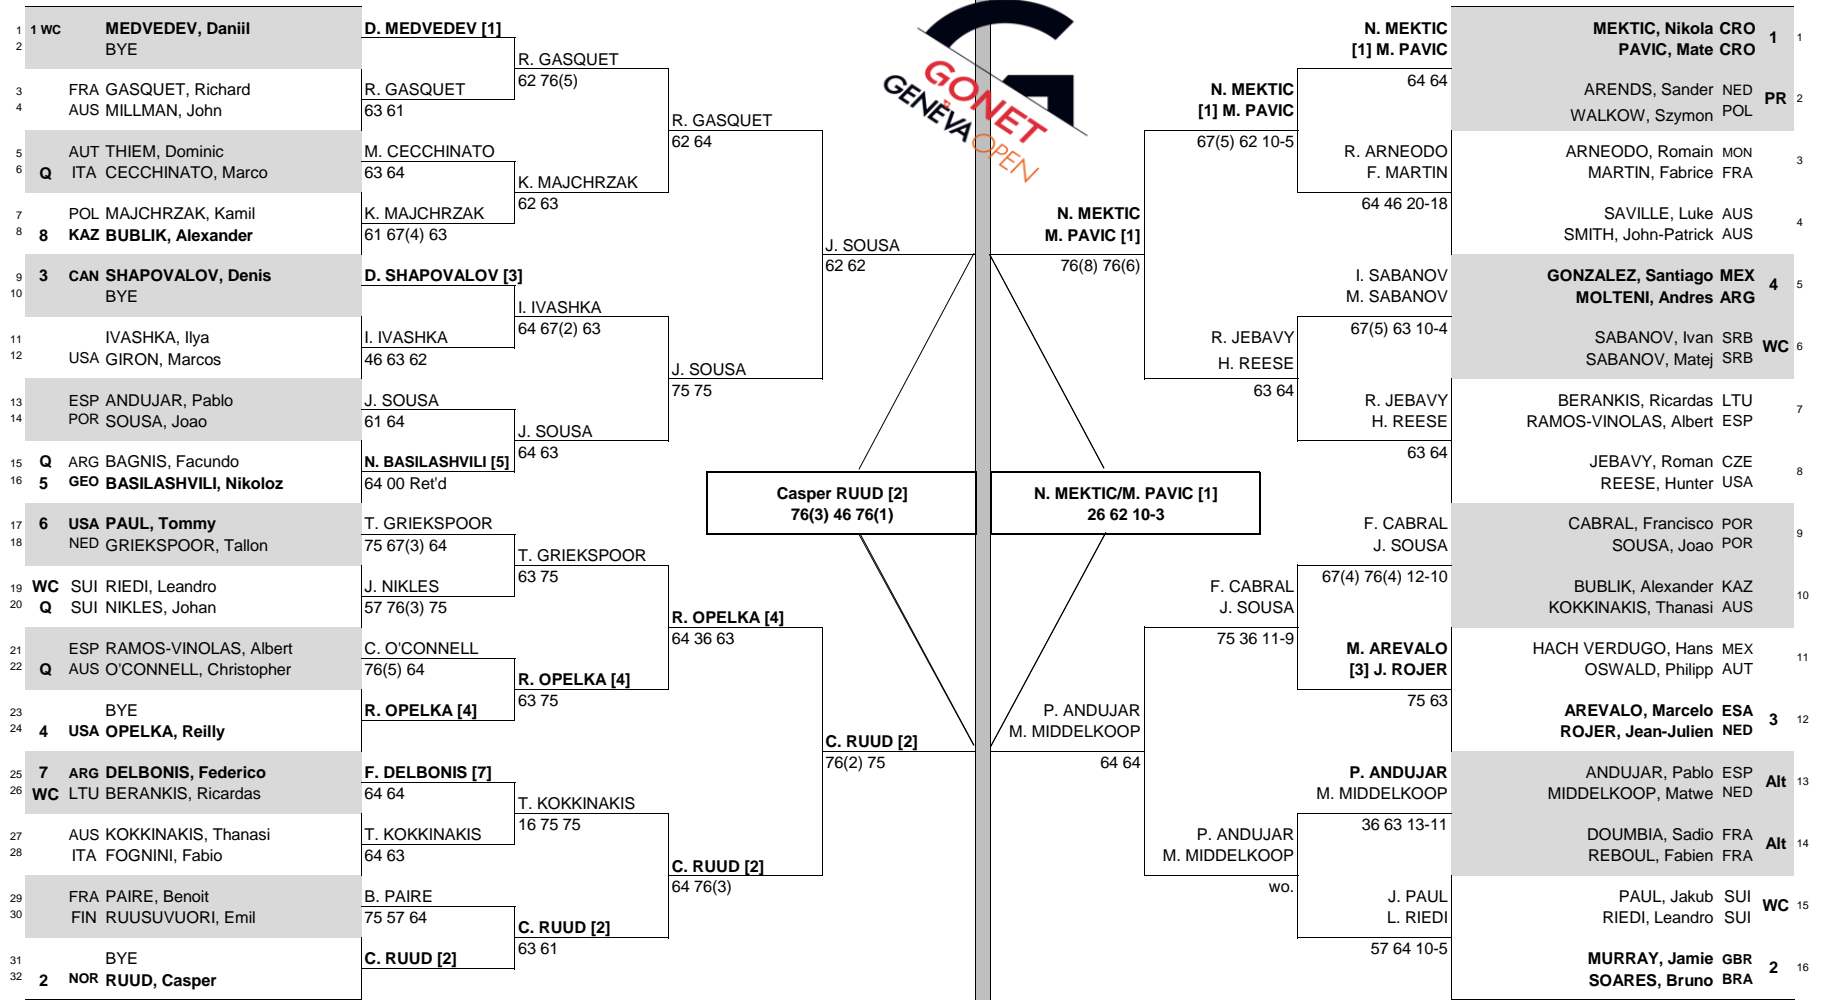 GONET
GENEVA OPEN
1 1 WC MEDVEDEV, Daniil
2 BYE
3 FRA GASQUET, Richard
4 AUS MILLMAN, John
5 AUT THIEM, Dominic
6 Q ITA CECCHINATO, Marco
7 POL MAJCHRZAK, Kamil
8 8 KAZ BUBLIK, Alexander
9 3 CAN SHAPOVALOV, Denis
10 BYE
11 IVASHKA, Ilya
12 USA GIRON, Marcos
13 ESP ANDUJAR, Pablo
14 POR SOUSA, Joao
15 Q ARG BAGNIS, Facundo
16 5 GEO BASILASHVILI, Nikoloz
17 6 USA PAUL, Tommy
18 NED GRIEKSPOOR, Tallon
19 WC SUI RIEDI, Leandro
20 Q SUI NIKLES, Johan
21 ESP RAMOS-VINOLAS, Albert
22 Q AUS O'CONNELL, Christopher
23 BYE
24 4 USA OPELKA, Reilly
25 7 ARG DELBONIS, Federico
26 WC LTU BERANKIS, Ricardas
27 AUS KOKKINAKIS, Thanasi
28 ITA FOGNINI, Fabio
29 FRA PAIRE, Benoit
30 FIN RUUSUVUORI, Emil
31 BYE
32 2 NOR RUUD, Casper
D. MEDVEDEV [1]
R. GASQUET
63 61
M. CECCHINATO
63 64
K. MAJCHRZAK
61 67(4) 63
D. SHAPOVALOV [3]
I. IVASHKA
46 63 62
J. SOUSA
61 64
N. BASILASHVILI [5]
64 00 Ret'd
T. GRIEKSPOOR
75 67(3) 64
J. NIKLES
57 76(3) 75
C. O'CONNELL
76(5) 64
R. OPELKA [4]
F. DELBONIS [7]
64 64
T. KOKKINAKIS
64 63
B. PAIRE
75 57 64
C. RUUD [2]
R. GASQUET
62 76(5)
K. MAJCHRZAK
62 63
I. IVASHKA
64 67(2) 63
J. SOUSA
64 63
T. GRIEKSPOOR
63 75
R. OPELKA [4]
63 75
T. KOKKINAKIS
16 75 75
C. RUUD [2]
63 61
R. GASQUET
62 64
J. SOUSA
75 75
R. OPELKA [4]
64 36 63
C. RUUD [2]
64 76(3)
J. SOUSA
62 62
C. RUUD [2]
76(2) 75
Casper RUUD [2]
76(3) 46 76(1)
N. MEKTIC/M. PAVIC [1]
26 62 10-3
N. MEKTIC
M. PAVIC [1]
76(8) 76(6)
P. ANDUJAR
M. MIDDELKOOP
64 64
N. MEKTIC
[1] M. PAVIC
67(5) 62 10-5
R. JEBAVY
H. REESE
63 64
F. CABRAL
J. SOUSA
75 36 11-9
P. ANDUJAR
M. MIDDELKOOP
wo.
N. MEKTIC
[1] M. PAVIC
64 64
R. ARNEODO
F. MARTIN
64 46 20-18
I. SABANOV
M. SABANOV
67(5) 63 10-4
R. JEBAVY
H. REESE
63 64
F. CABRAL
J. SOUSA
67(4) 76(4) 12-10
M. AREVALO
[3] J. ROJER
75 63
P. ANDUJAR
M. MIDDELKOOP
36 63 13-11
J. PAUL
L. RIEDI
57 64 10-5
MEKTIC, Nikola CRO 1 1
PAVIC, Mate CRO
ARENDS, Sander NED PR 2
WALKOW, Szymon POL
ARNEODO, Romain MON 3
MARTIN, Fabrice FRA
SAVILLE, Luke AUS 4
SMITH, John-Patrick AUS
GONZALEZ, Santiago MEX 4 5
MOLTENI, Andres ARG
SABANOV, Ivan SRB WC 6
SABANOV, Matej SRB
BERANKIS, Ricardas LTU 7
RAMOS-VINOLAS, Albert ESP
JEBAVY, Roman CZE 8
REESE, Hunter USA
CABRAL, Francisco POR 9
SOUSA, Joao POR
BUBLIK, Alexander KAZ 10
KOKKINAKIS, Thanasi AUS
HACH VERDUGO, Hans MEX 11
OSWALD, Philipp AUT
AREVALO, Marcelo ESA 3 12
ROJER, Jean-Julien NED
ANDUJAR, Pablo ESP Alt 13
MIDDELKOOP, Matwe NED
DOUMBIA, Sadio FRA Alt 14
REBOUL, Fabien FRA
PAUL, Jakub SUI WC 15
RIEDI, Leandro SUI
MURRAY, Jamie GBR 2 16
SOARES, Bruno BRA